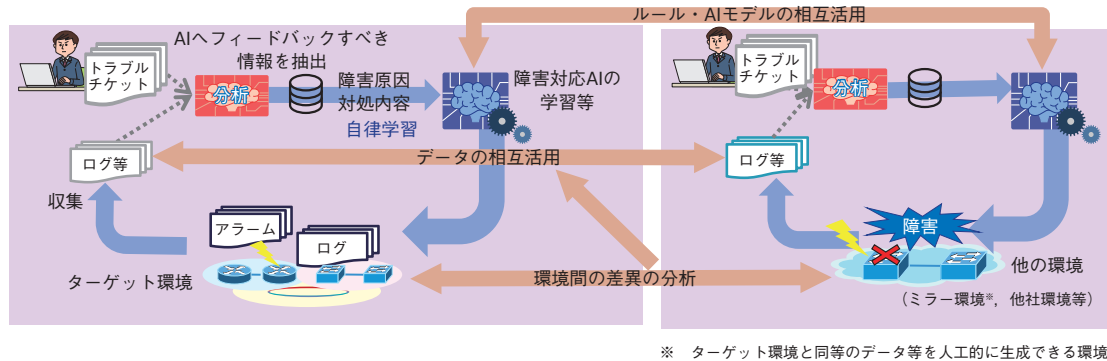 ルール・AIモデルの相互活用
AIへフィードバックすべき
情報を抽出
トラブル
チケット
分析
障害原因
対処内容
自律学習
障害対応AIの
学習等
ログ等
収集
データの相互活用
アラーム
ログ
ターゲット環境
環境間の差異の分析
トラブル
チケット
分析
ログ等
障害
他の環境
（ミラー環境※，他社環境等）
※　ターゲット環境と同等のデータ等を人工的に生成できる環境